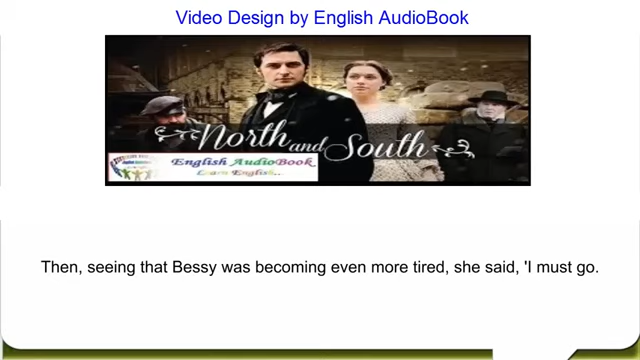 Video Design by English AudioBook
North and South
English AudioBook
Learn English...
Then, seeing that Bessy was becoming even more tired, she said, 'I must go.